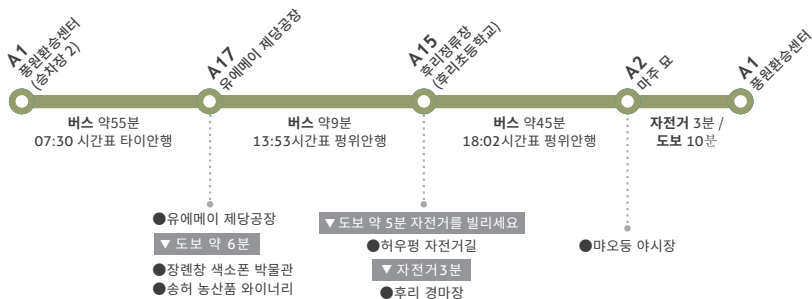 A1
풍원환승센터
(승차장 2)
A17
유에메이 제당공장
A15
후리정류장
(후리초등학교)
A2
마주 묘
A1
풍원환승센터
버스 약55분
07:30 시간표 타이안행
버스 약9분
13:53시간표 펑위안행
버스 약45분
18:02시간표 펑위안행
자전거 3분 /
도보 10분
●유에메이 제당공장
▼ 도보 약 6분
●장롄창 색소폰 박물관
●송허 농산품 와이너리
▼도보 약 5분 자전거를 빌리세요
●허우펑 자전거길
▼ 자전거3분
●후리 경마장
●먀오둥 야시장